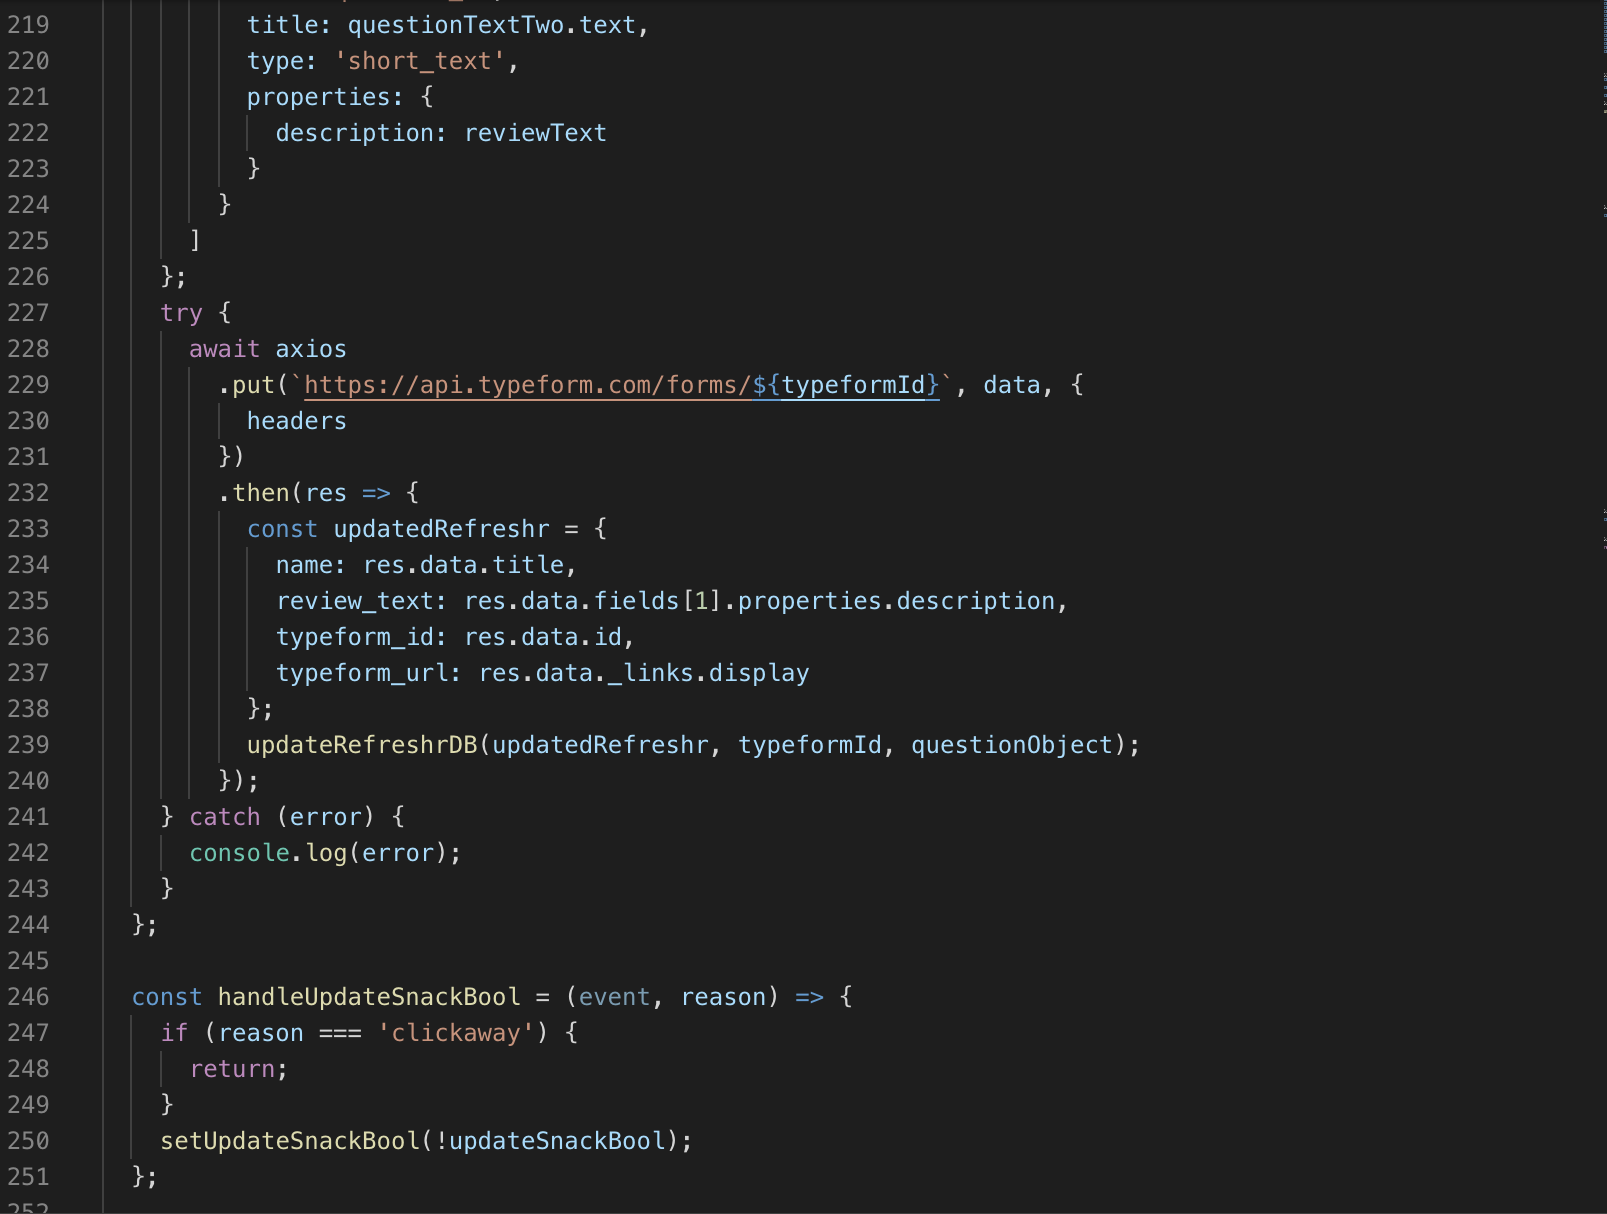 219 title: questionTextTwo.text,
220 type: 'short_text',
221 properties: {
222 description: reviewText
223 }
224 }
225 ]
226 };
227 try {
228 await axios
229 .put(`https://api.typeform.com/forms/${typeformId}`, data, {
230 headers
231 })
232 .then(res => {
233 const updatedRefreshr = {
234 name: res.data.title,
235 review_text: res.data.fields[1].properties.description,
236 typeform_id: res.data.id,
237 typeform_url: res.data._links.display
238 };
239 updateRefreshrDB(updatedRefreshr, typeformId, questionObject);
240 });
241 } catch (error) {
242 console.log(error);
243 }
244 };
245
246 const handleUpdateSnackBool = (event, reason) => {
247 if (reason === 'clickaway') {
248 return;
249 }
250 setUpdateSnackBool(!updateSnackBool);
251 };
252